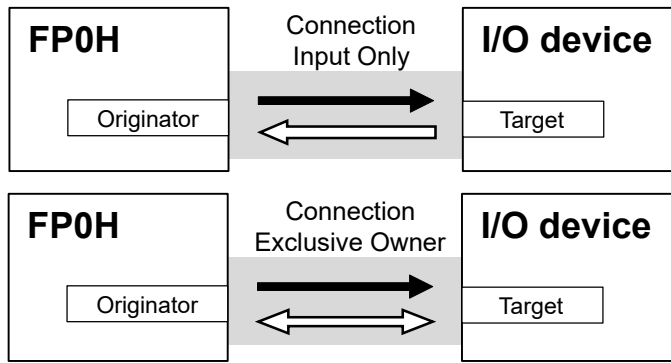 FP0H
Connection
Input Only
I/O device
Originator
Target
FP0H
Connection
Exclusive Owner
I/O device
Originator
Target